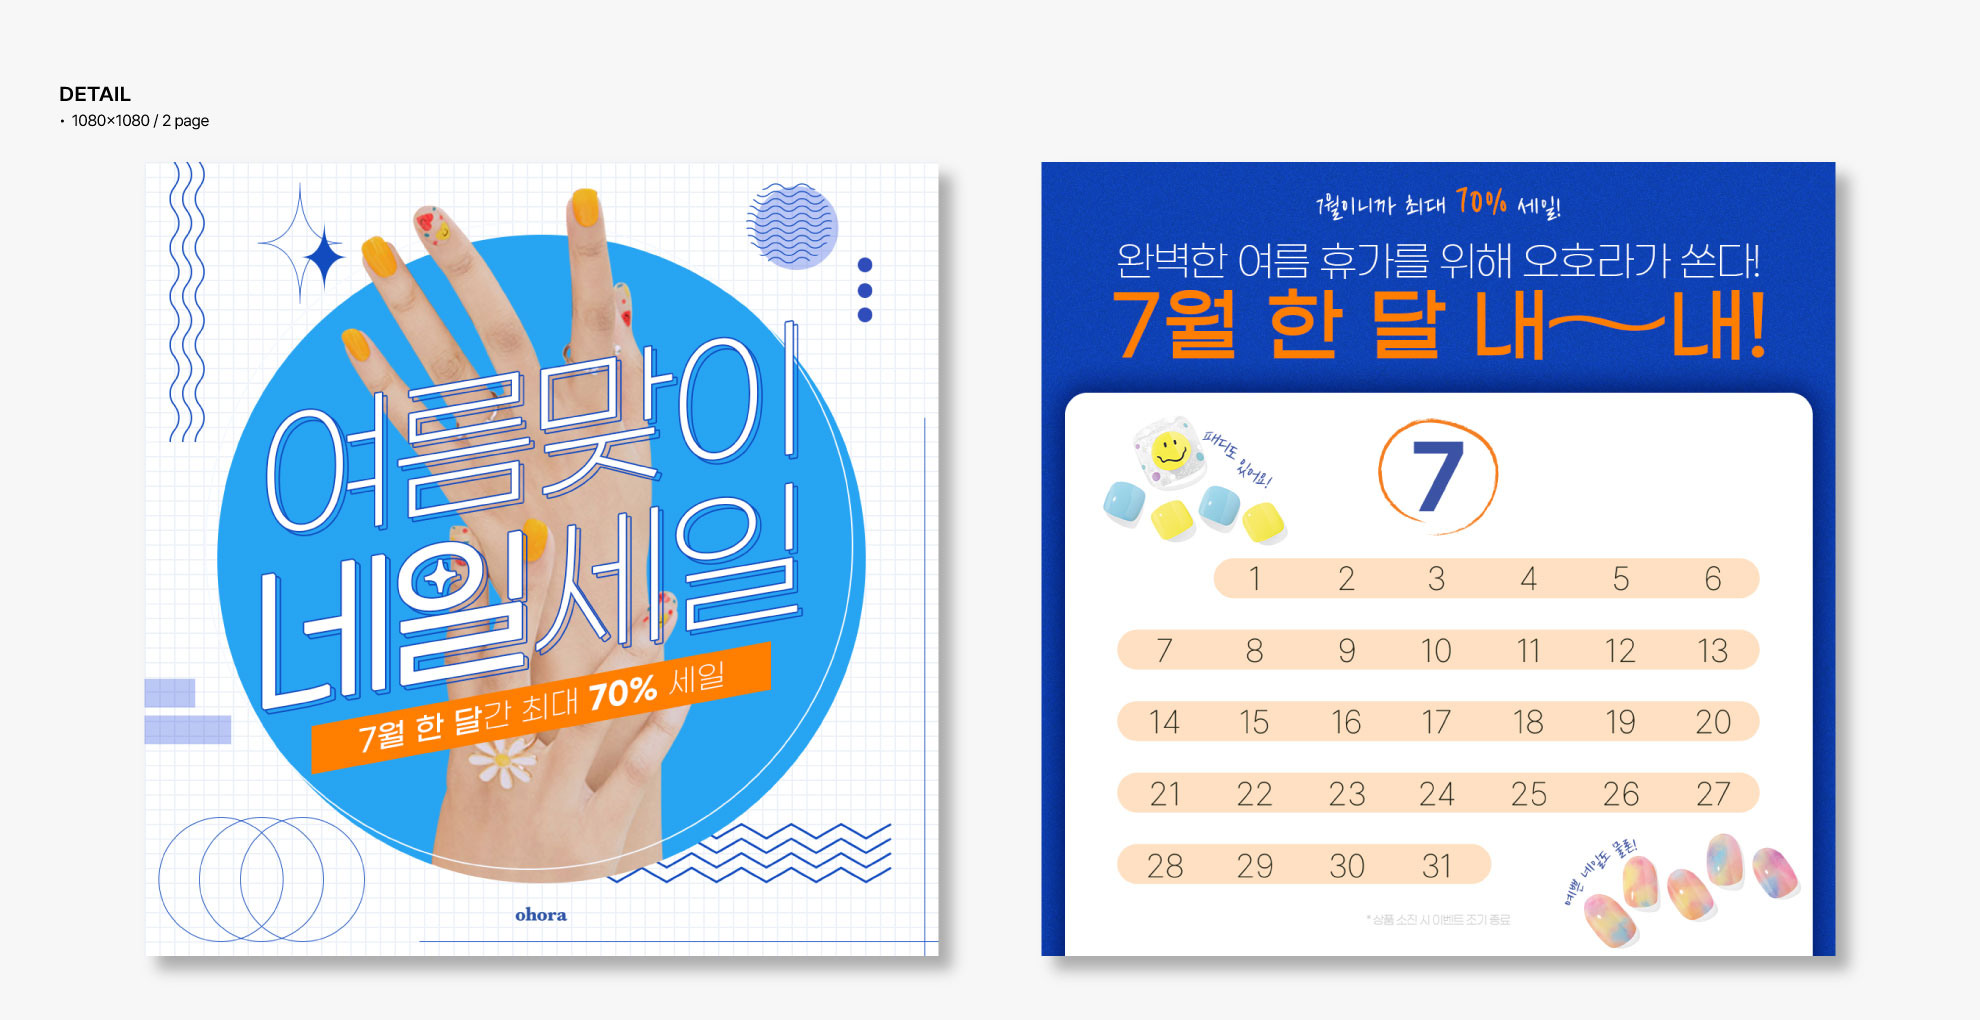 DETAIL
• 1080×1080 / 2 page
여름맞이
네일세일
7월 한 달간 최대 70% 세일
ohora
7월이니까 최대 70% 세일!
완벽한 여름 휴가를 위해 오호라가 쏜다!
7월 한 달 내~내!
패디도 있어요!
7
1 2 3 4 5 6
7 8 9 10 11 12 13
14 15 16 17 18 19 20
21 22 23 24 25 26 27
28 29 30 31
예쁜 네일도 물론!
* 상품 소진 시 이벤트 조기 종료